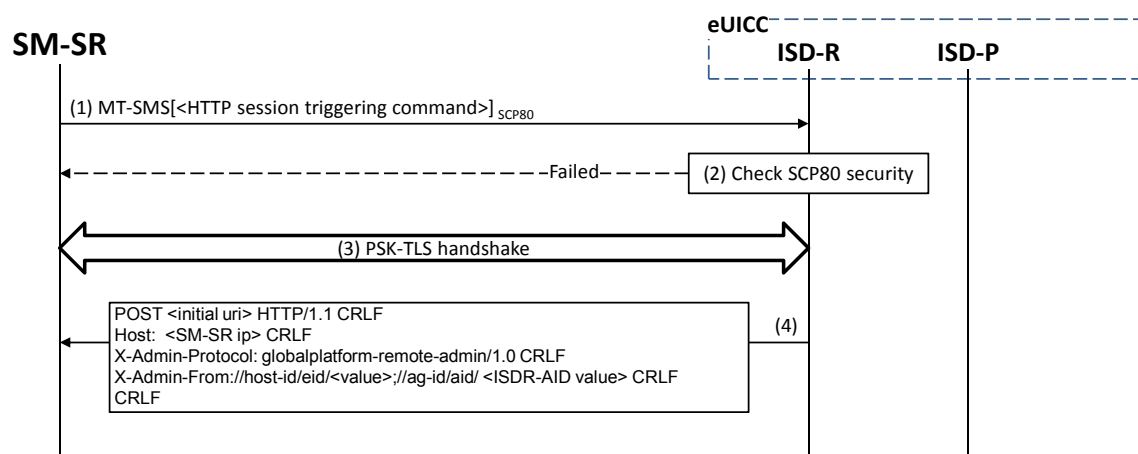 eUICC
SM-SR
ISD-R
ISD-P
(1) MT-SMS[<HTTP session triggering command>] SCP80
Failed
(2) Check SCP80 security
(3) PSK-TLS handshake
POST <initial uri> HTTP/1.1 CRLF
(4)
Host: <SM-SR ip> CRLF
X-Admin-Protocol: globalplatform-remote-admin/1.0 CRLF
X-Admin-From://host-id/eid/<value>;//ag-id/aid/ <ISDR-AID value> CRLF
CRLF